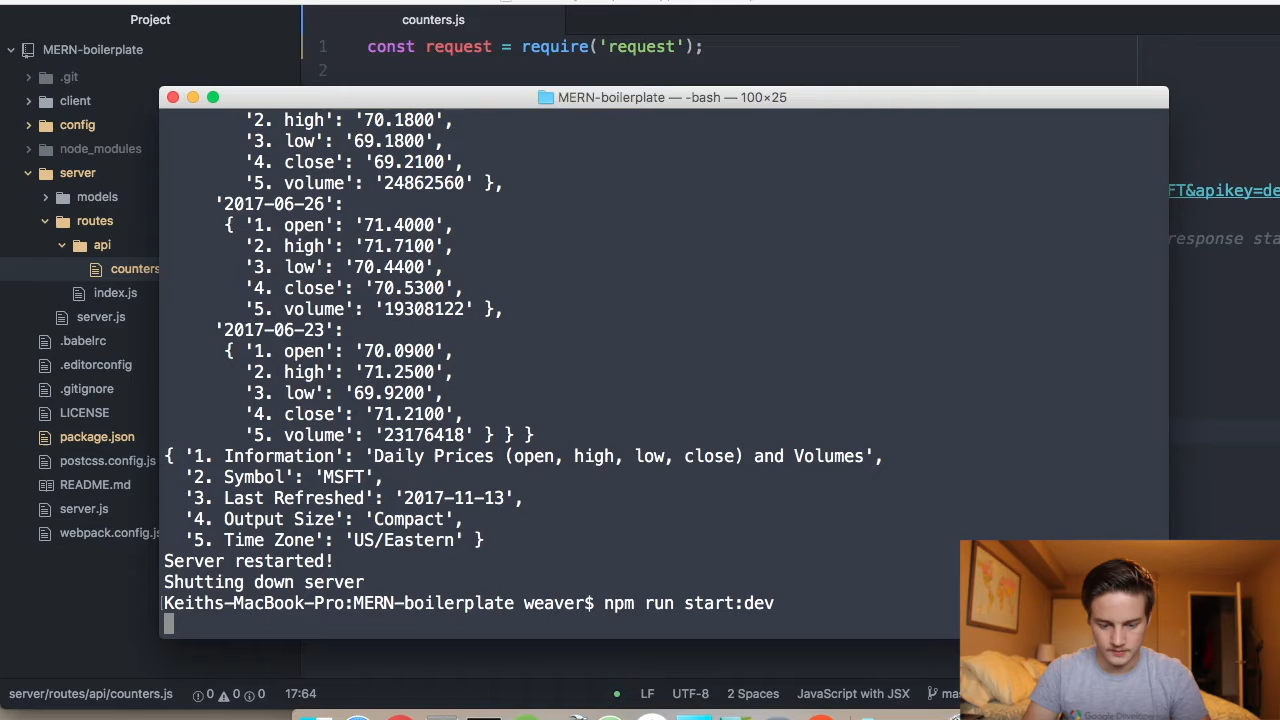 Project
counters.js
MERN-boilerplate
.git
client
config
node_modules
server
models
routes
api
counters
index.js
server.js
.babelrc
.editorconfig
.gitignore
LICENSE
package.json
postcss.config.js
README.md
server.js
webpack.config.js
1 const request = require('request');
2
FT&apikey=de
response sta
MERN-boilerplate — -bash — 100×25
'2. high': '70.1800',
'3. low': '69.1800',
'4. close': '69.2100',
'5. volume': '24862560' },
'2017-06-26':
{ '1. open': '71.4000',
'2. high': '71.7100',
'3. low': '70.4400',
'4. close': '70.5300',
'5. volume': '19308122' },
'2017-06-23':
{ '1. open': '70.0900',
'2. high': '71.2500',
'3. low': '69.9200',
'4. close': '71.2100',
'5. volume': '23176418' } } }
{ '1. Information': 'Daily Prices (open, high, low, close) and Volumes',
'2. Symbol': 'MSFT',
'3. Last Refreshed': '2017-11-13',
'4. Output Size': 'Compact',
'5. Time Zone': 'US/Eastern' }
Server restarted!
Shutting down server
Keiths-MacBook-Pro:MERN-boilerplate weaver$ npm run start:dev
server/routes/api/counters.js 0 0 0 17:64 LF UTF-8 2 Spaces JavaScript with JSX mas
Google Developers